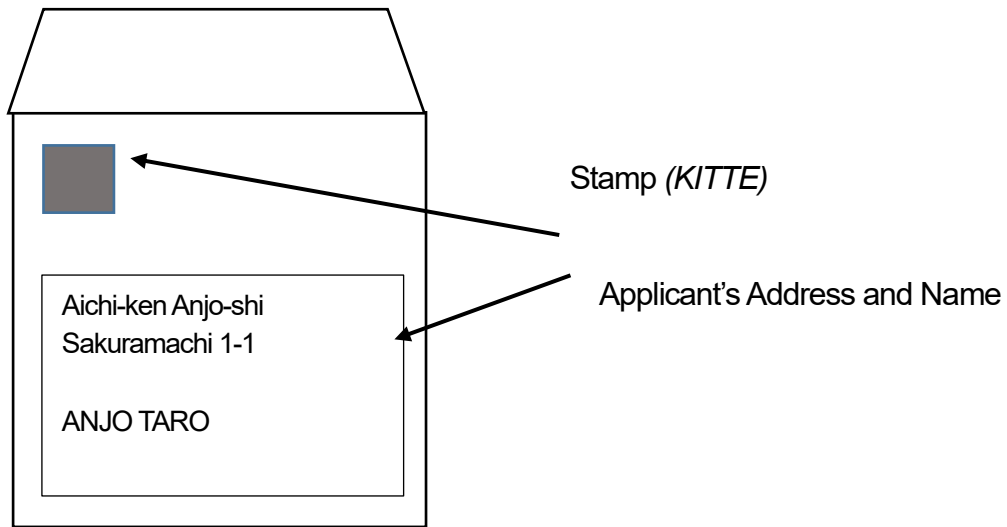 Stamp (KITTE)
Applicant’s Address and Name
Aichi-ken Anjo-shi
Sakuramachi 1-1
ANJO TARO